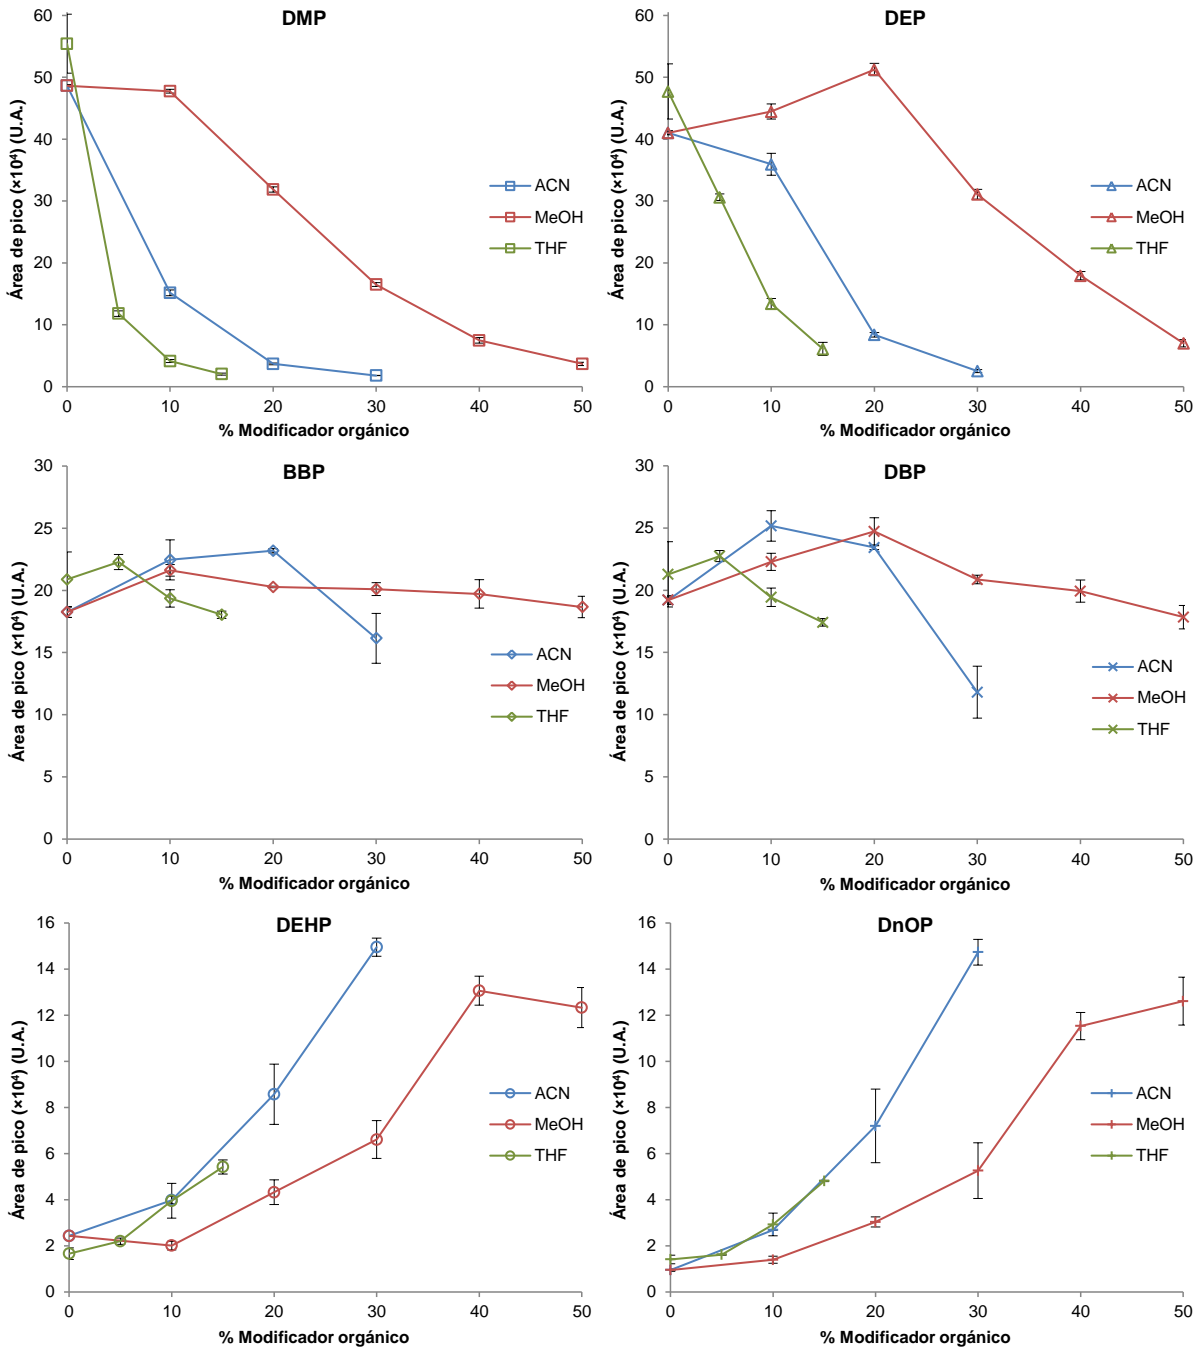 DMP
Área de pico (×10⁴) (U.A.)
60
50
40
30
20
10
0
0 10 20 30 40 50
% Modificador orgánico
ACN
MeOH
THF
DEP
Área de pico (×10⁴) (U.A.)
60
50
40
30
20
10
0
0 10 20 30 40 50
% Modificador orgánico
ACN
MeOH
THF
BBP
Área de pico (×10⁴) (U.A.)
30
25
20
15
10
5
0
0 10 20 30 40 50
% Modificador orgánico
ACN
MeOH
THF
DBP
Área de pico (×10⁴) (U.A.)
30
25
20
15
10
5
0
0 10 20 30 40 50
% Modificador orgánico
ACN
MeOH
THF
DEHP
Área de pico (×10⁴) (U.A.)
16
14
12
10
8
6
4
2
0
0 10 20 30 40 50
% Modificador orgánico
ACN
MeOH
THF
DnOP
Área de pico (×10⁴) (U.A.)
16
14
12
10
8
6
4
2
0
0 10 20 30 40 50
% Modificador orgánico
ACN
MeOH
THF